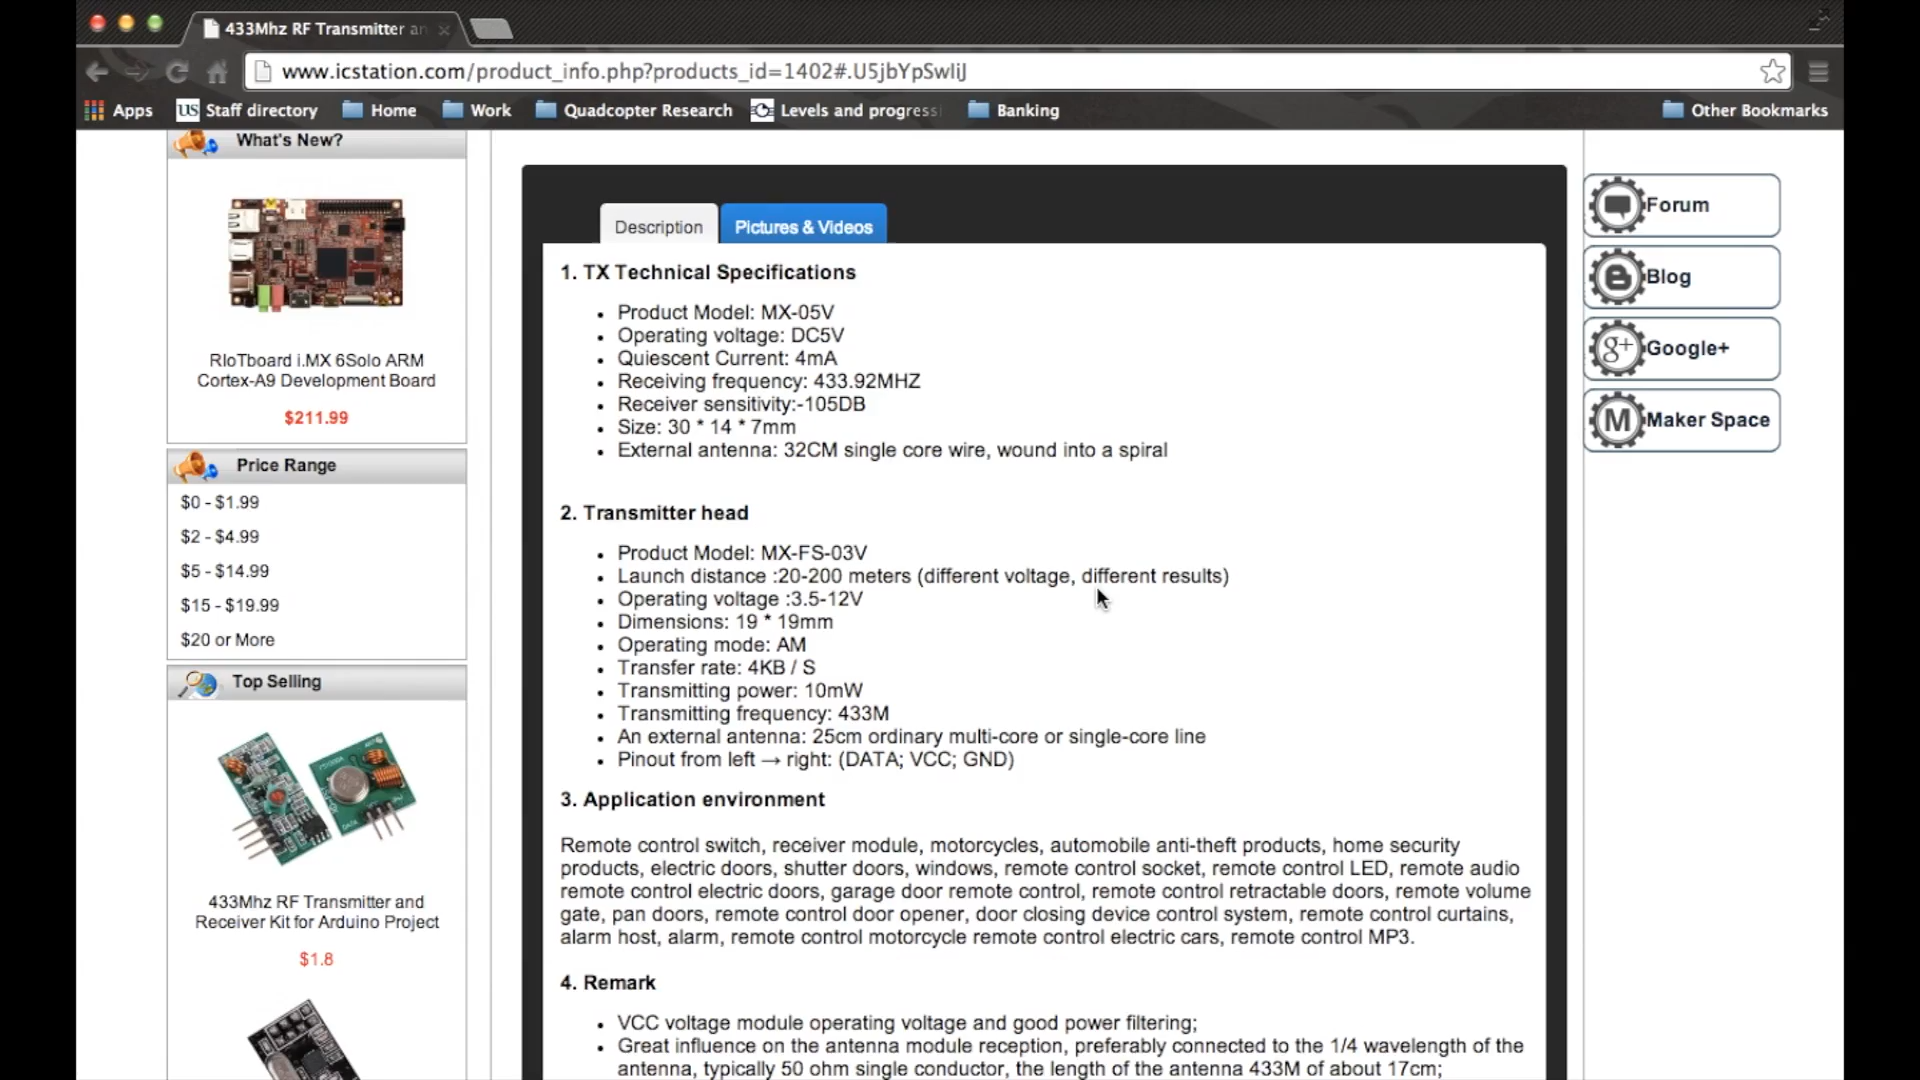 433Mhz RF Transmitter an
www.icstation.com/product_info.php?products_id=1402#.U5jbYpSwIiJ
Apps
US Staff directory
Home
Work
Quadcopter Research
Levels and progress
Banking
Other Bookmarks
What's New?
RIoTboard i.MX 6Solo ARM
Cortex-A9 Development Board
$211.99
Price Range
$0 - $1.99
$2 - $4.99
$5 - $14.99
$15 - $19.99
$20 or More
Top Selling
DATA
433Mhz RF Transmitter and
Receiver Kit for Arduino Project
$1.8
Description
Pictures & Videos
1. TX Technical Specifications
• Product Model: MX-05V
• Operating voltage: DC5V
• Quiescent Current: 4mA
• Receiving frequency: 433.92MHZ
• Receiver sensitivity:-105DB
• Size: 30 * 14 * 7mm
• External antenna: 32CM single core wire, wound into a spiral
2. Transmitter head
• Product Model: MX-FS-03V
• Launch distance :20-200 meters (different voltage, different results)
• Operating voltage :3.5-12V
• Dimensions: 19 * 19mm
• Operating mode: AM
• Transfer rate: 4KB / S
• Transmitting power: 10mW
• Transmitting frequency: 433M
• An external antenna: 25cm ordinary multi-core or single-core line
• Pinout from left → right: (DATA; VCC; GND)
3. Application environment
Remote control switch, receiver module, motorcycles, automobile anti-theft products, home security
products, electric doors, shutter doors, windows, remote control socket, remote control LED, remote audio
remote control electric doors, garage door remote control, remote control retractable doors, remote volume
gate, pan doors, remote control door opener, door closing device control system, remote control curtains,
alarm host, alarm, remote control motorcycle remote control electric cars, remote control MP3.
4. Remark
• VCC voltage module operating voltage and good power filtering;
• Great influence on the antenna module reception, preferably connected to the 1/4 wavelength of the
antenna, typically 50 ohm single conductor, the length of the antenna 433M of about 17cm;
Forum
Blog
g+ Google+
M Maker Space